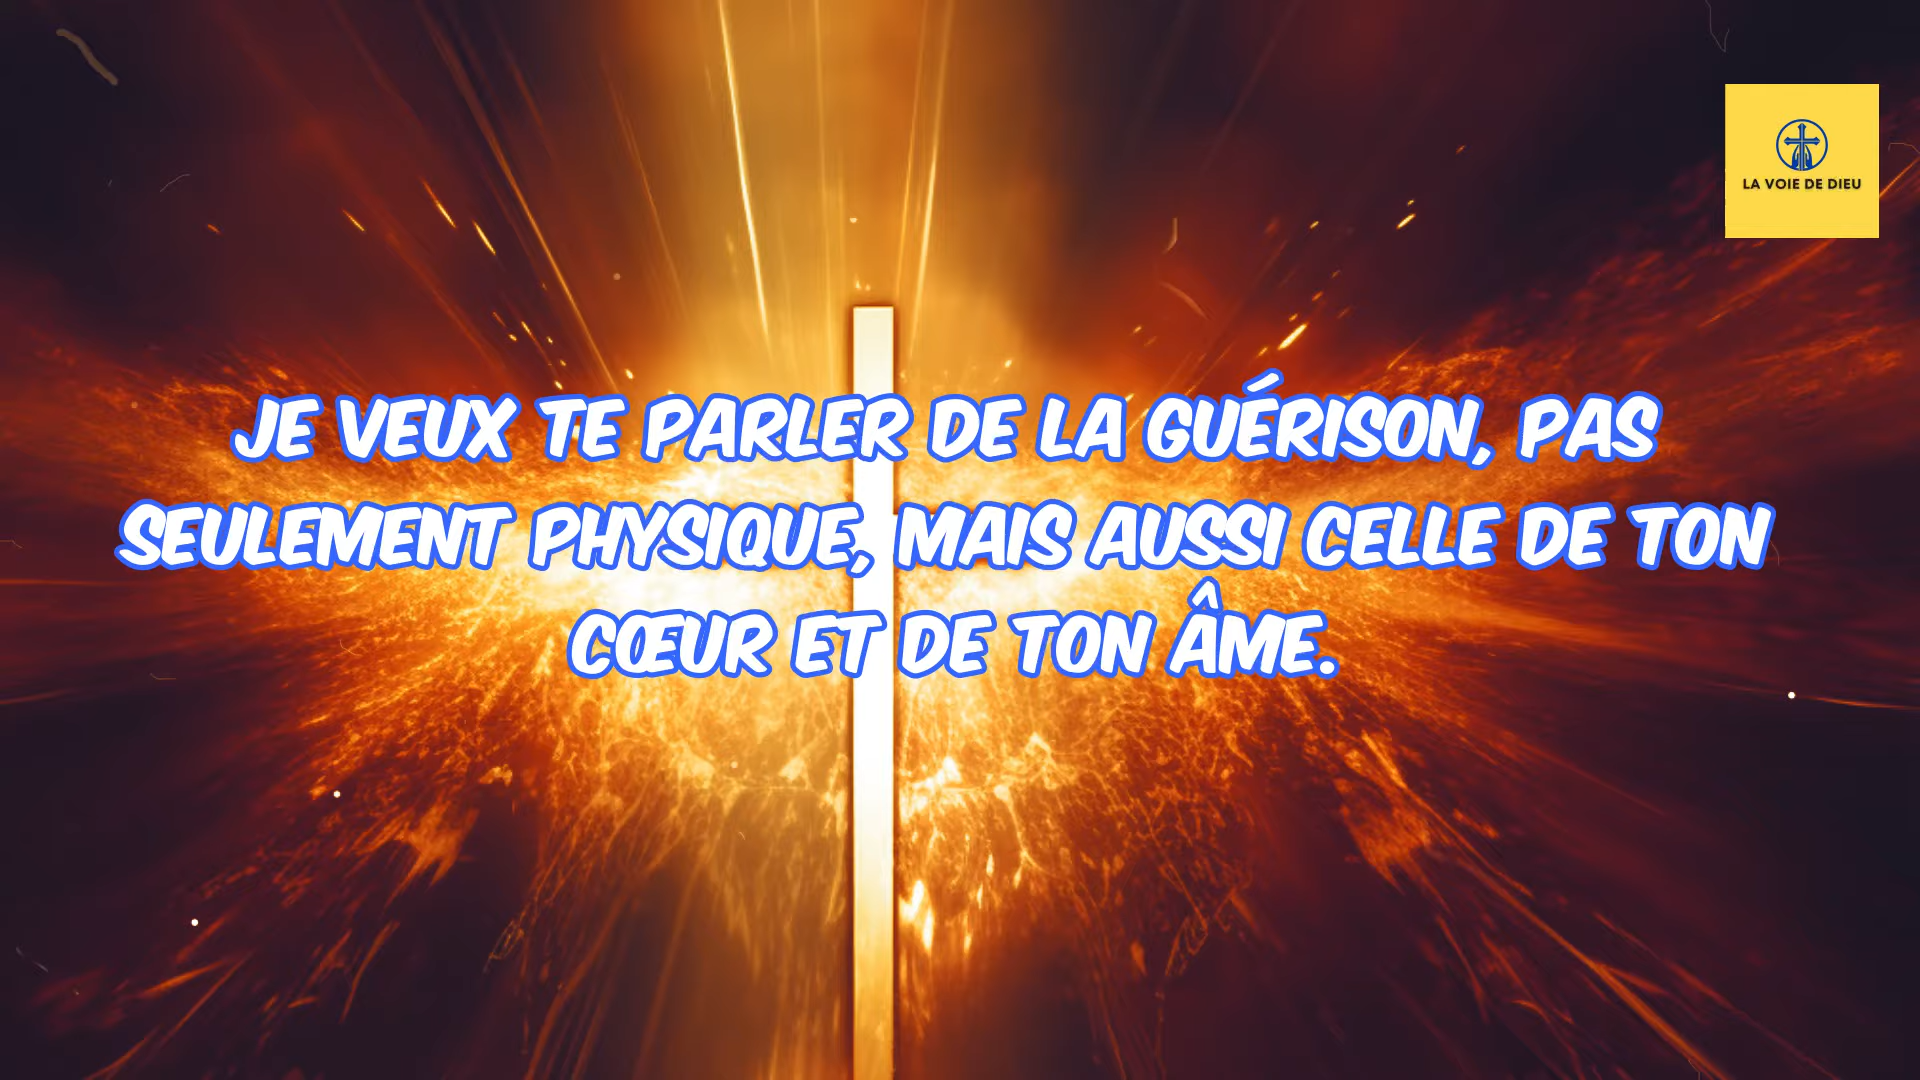 LA VOIE DE DIEU
JE VEUX TE PARLER DE LA GUÉRISON, PAS
SEULEMENT PHYSIQUE, MAIS AUSSI CELLE DE TON
CŒUR ET DE TON ÂME.